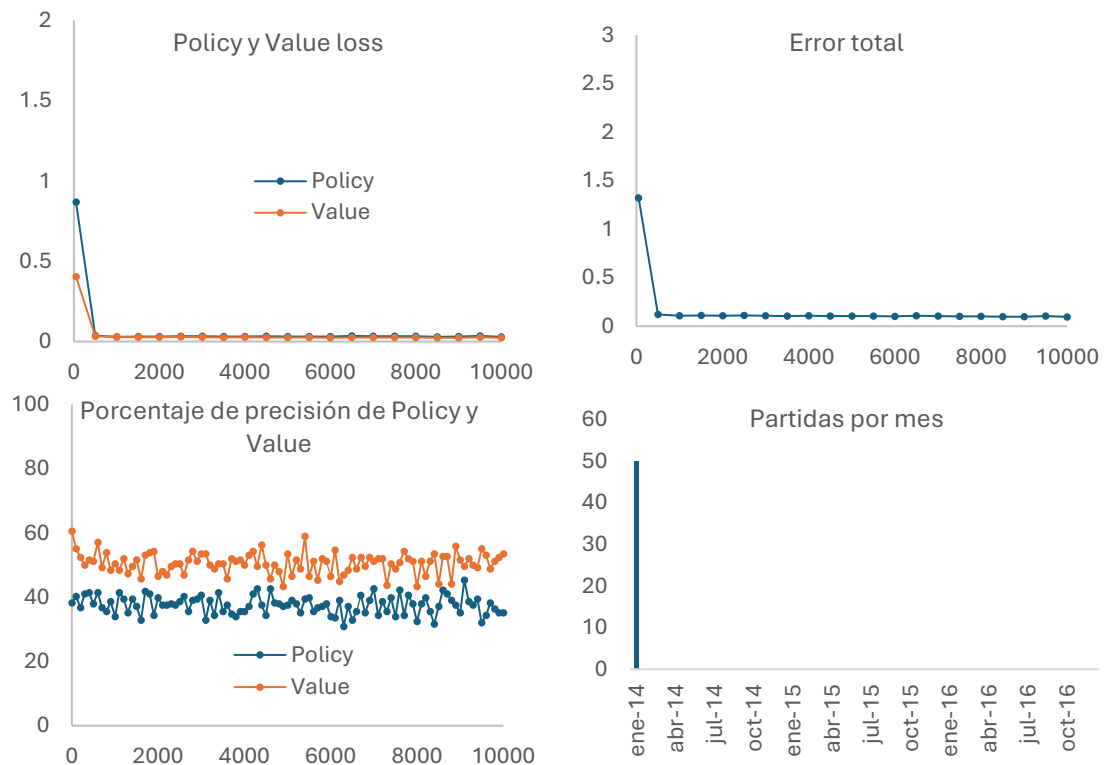 Policy y Value loss
2
1.5
1
0.5
0
Policy
Value
0 2000 4000 6000 8000 10000
Error total
3
2.5
2
1.5
1
0.5
0
0 2000 4000 6000 8000 10000
Porcentaje de precisión de Policy y
Value
100
80
60
40
20
0
Policy
Value
0 2000 4000 6000 8000 10000
Partidas por mes
60
50
40
30
20
10
0
ene-14
abr-14
jul-14
oct-14
ene-15
abr-15
jul-15
oct-15
ene-16
abr-16
jul-16
oct-16